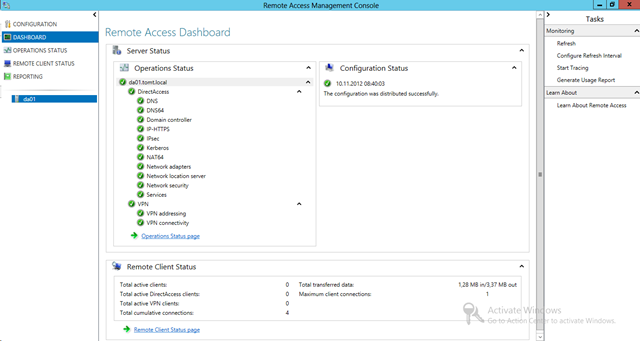 Remote Access Management Console
CONFIGURATION
DASHBOARD
OPERATIONS STATUS
REMOTE CLIENT STATUS
REPORTING
da01
Remote Access Dashboard
Server Status
Operations Status
da01.tomt.local
DirectAccess
DNS
DNS64
Domain controller
IP-HTTPS
IPsec
Kerberos
NAT64
Network adapters
Network location server
Network security
Services
VPN
VPN addressing
VPN connectivity
Operations Status page
Configuration Status
10.11.2012 08:40:03
The configuration was distributed successfully.
Remote Client Status
Total active clients: 0
Total active DirectAccess clients: 0
Total active VPN clients: 0
Total cumulative connections: 4
Total transferred data: 1,28 MB in/3,37 MB out
Maximum client connections: 1
Remote Client Status page
Activate Windows
Go to Action Center to activate Windows.
Tasks
Monitoring
Refresh
Configure Refresh Interval
Start Tracing
Generate Usage Report
Learn About
Learn About Remote Access